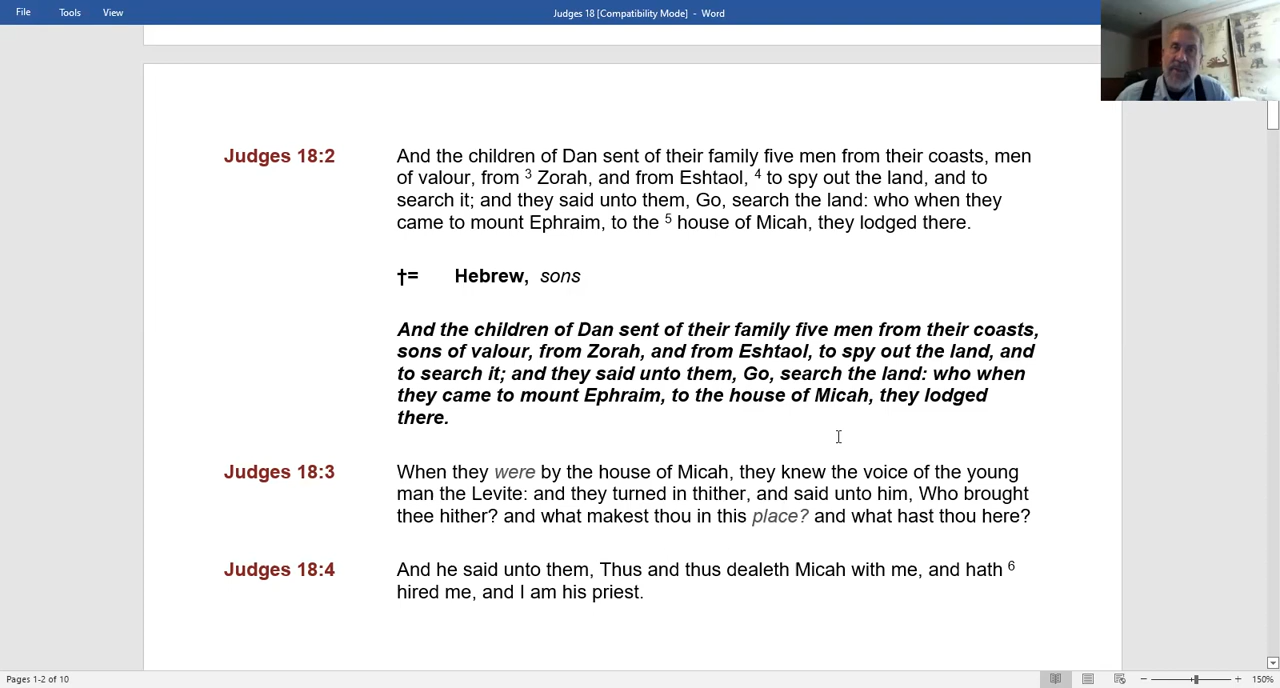 File Tools View Judges 18 [Compatibility Mode] - Word
Judges 18:2 And the children of Dan sent of their family five men from their coasts, men
of valour, from 3 Zorah, and from Eshtaol, 4 to spy out the land, and to
search it; and they said unto them, Go, search the land: who when they
came to mount Ephraim, to the 5 house of Micah, they lodged there.
†= Hebrew, sons
And the children of Dan sent of their family five men from their coasts,
sons of valour, from Zorah, and from Eshtaol, to spy out the land, and
to search it; and they said unto them, Go, search the land: who when
they came to mount Ephraim, to the house of Micah, they lodged
there.
Judges 18:3 When they were by the house of Micah, they knew the voice of the young
man the Levite: and they turned in thither, and said unto him, Who brought
thee hither? and what makest thou in this place? and what hast thou here?
Judges 18:4 And he said unto them, Thus and thus dealeth Micah with me, and hath 6
hired me, and I am his priest.
Pages 1-2 of 10 150%